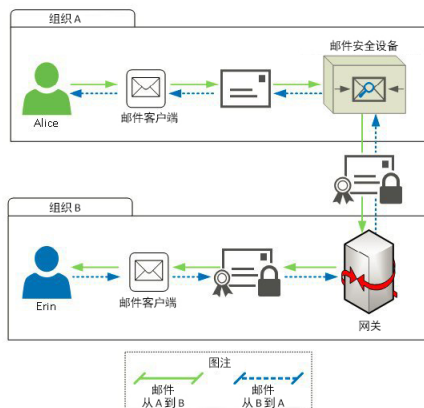 组织 A
邮件安全设备
Alice
邮件客户端
组织 B
Erin
邮件客户端
网关
图注
邮件
从 A 到 B
邮件
从 B 到 A